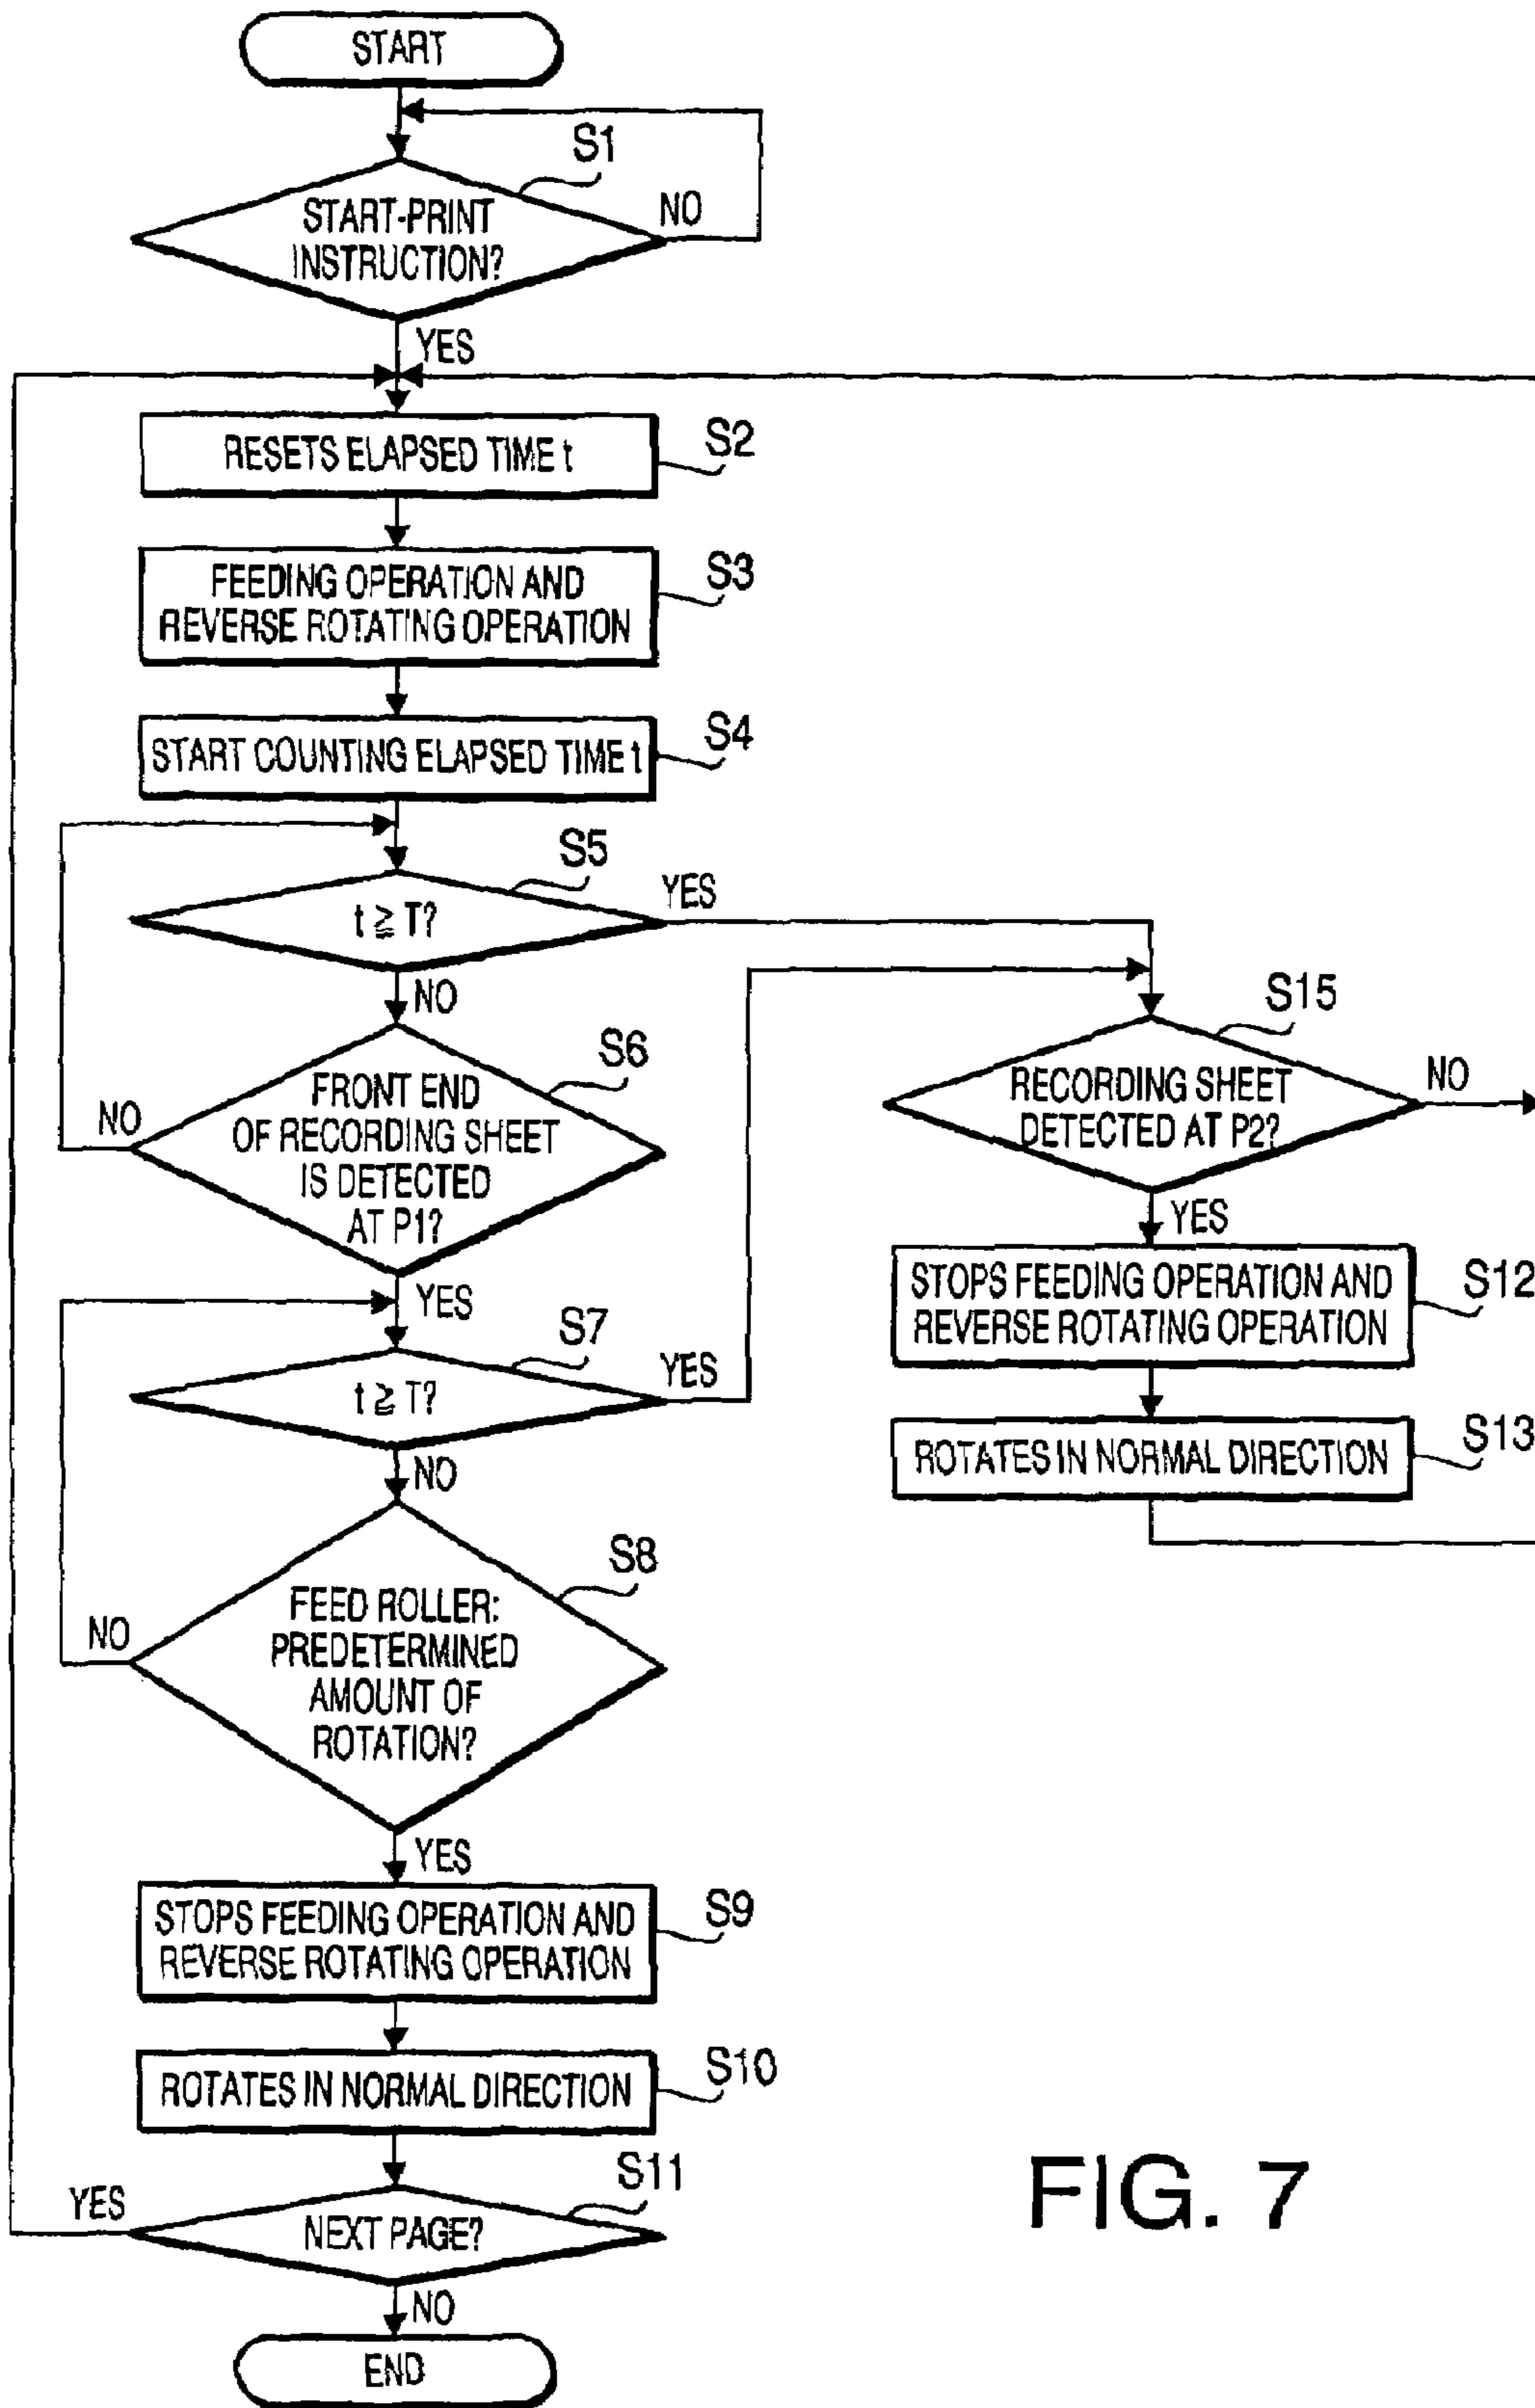 START
S1
START-PRINT
INSTRUCTION?
NO
YES
RESETS ELAPSED TIME t
S2
FEEDING OPERATION AND
REVERSE ROTATING OPERATION
S3
START COUNTING ELAPSED TIME t
S4
S5
t ≧ T?
YES
NO
S6
FRONT END
OF RECORDING SHEET
IS DETECTED
AT P1?
NO
YES
S7
t ≧ T?
YES
NO
S8
FEED ROLLER:
PREDETERMINED
AMOUNT OF
ROTATION?
NO
YES
STOPS FEEDING OPERATION AND
REVERSE ROTATING OPERATION
S9
ROTATES IN NORMAL DIRECTION
S10
S11
NEXT PAGE?
YES
NO
END
S15
RECORDING SHEET
DETECTED AT P2?
NO
YES
STOPS FEEDING OPERATION AND
REVERSE ROTATING OPERATION
S12
ROTATES IN NORMAL DIRECTION
S13
FIG. 7